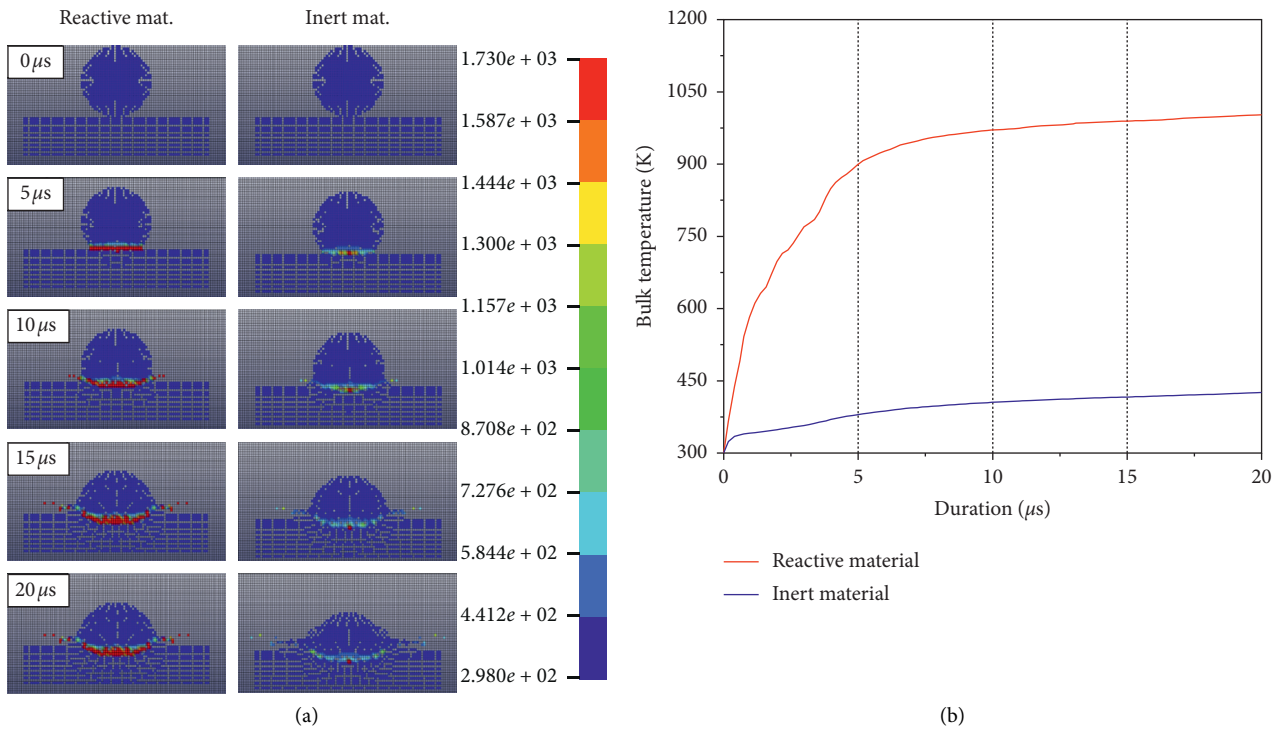 Reactive mat.
Inert mat.
0 μs
5 μs
10 μs
15 μs
20 μs
1.730e + 03
1.587e + 03
1.444e + 03
1.300e + 03
1.157e + 03
1.014e + 03
8.708e + 02
7.276e + 02
5.844e + 02
4.412e + 02
2.980e + 02
(a)
1200
1050
900
750
600
450
300
Bulk temperature (K)
0
5
10
15
20
Duration (μs)
Reactive material
Inert material
(b)